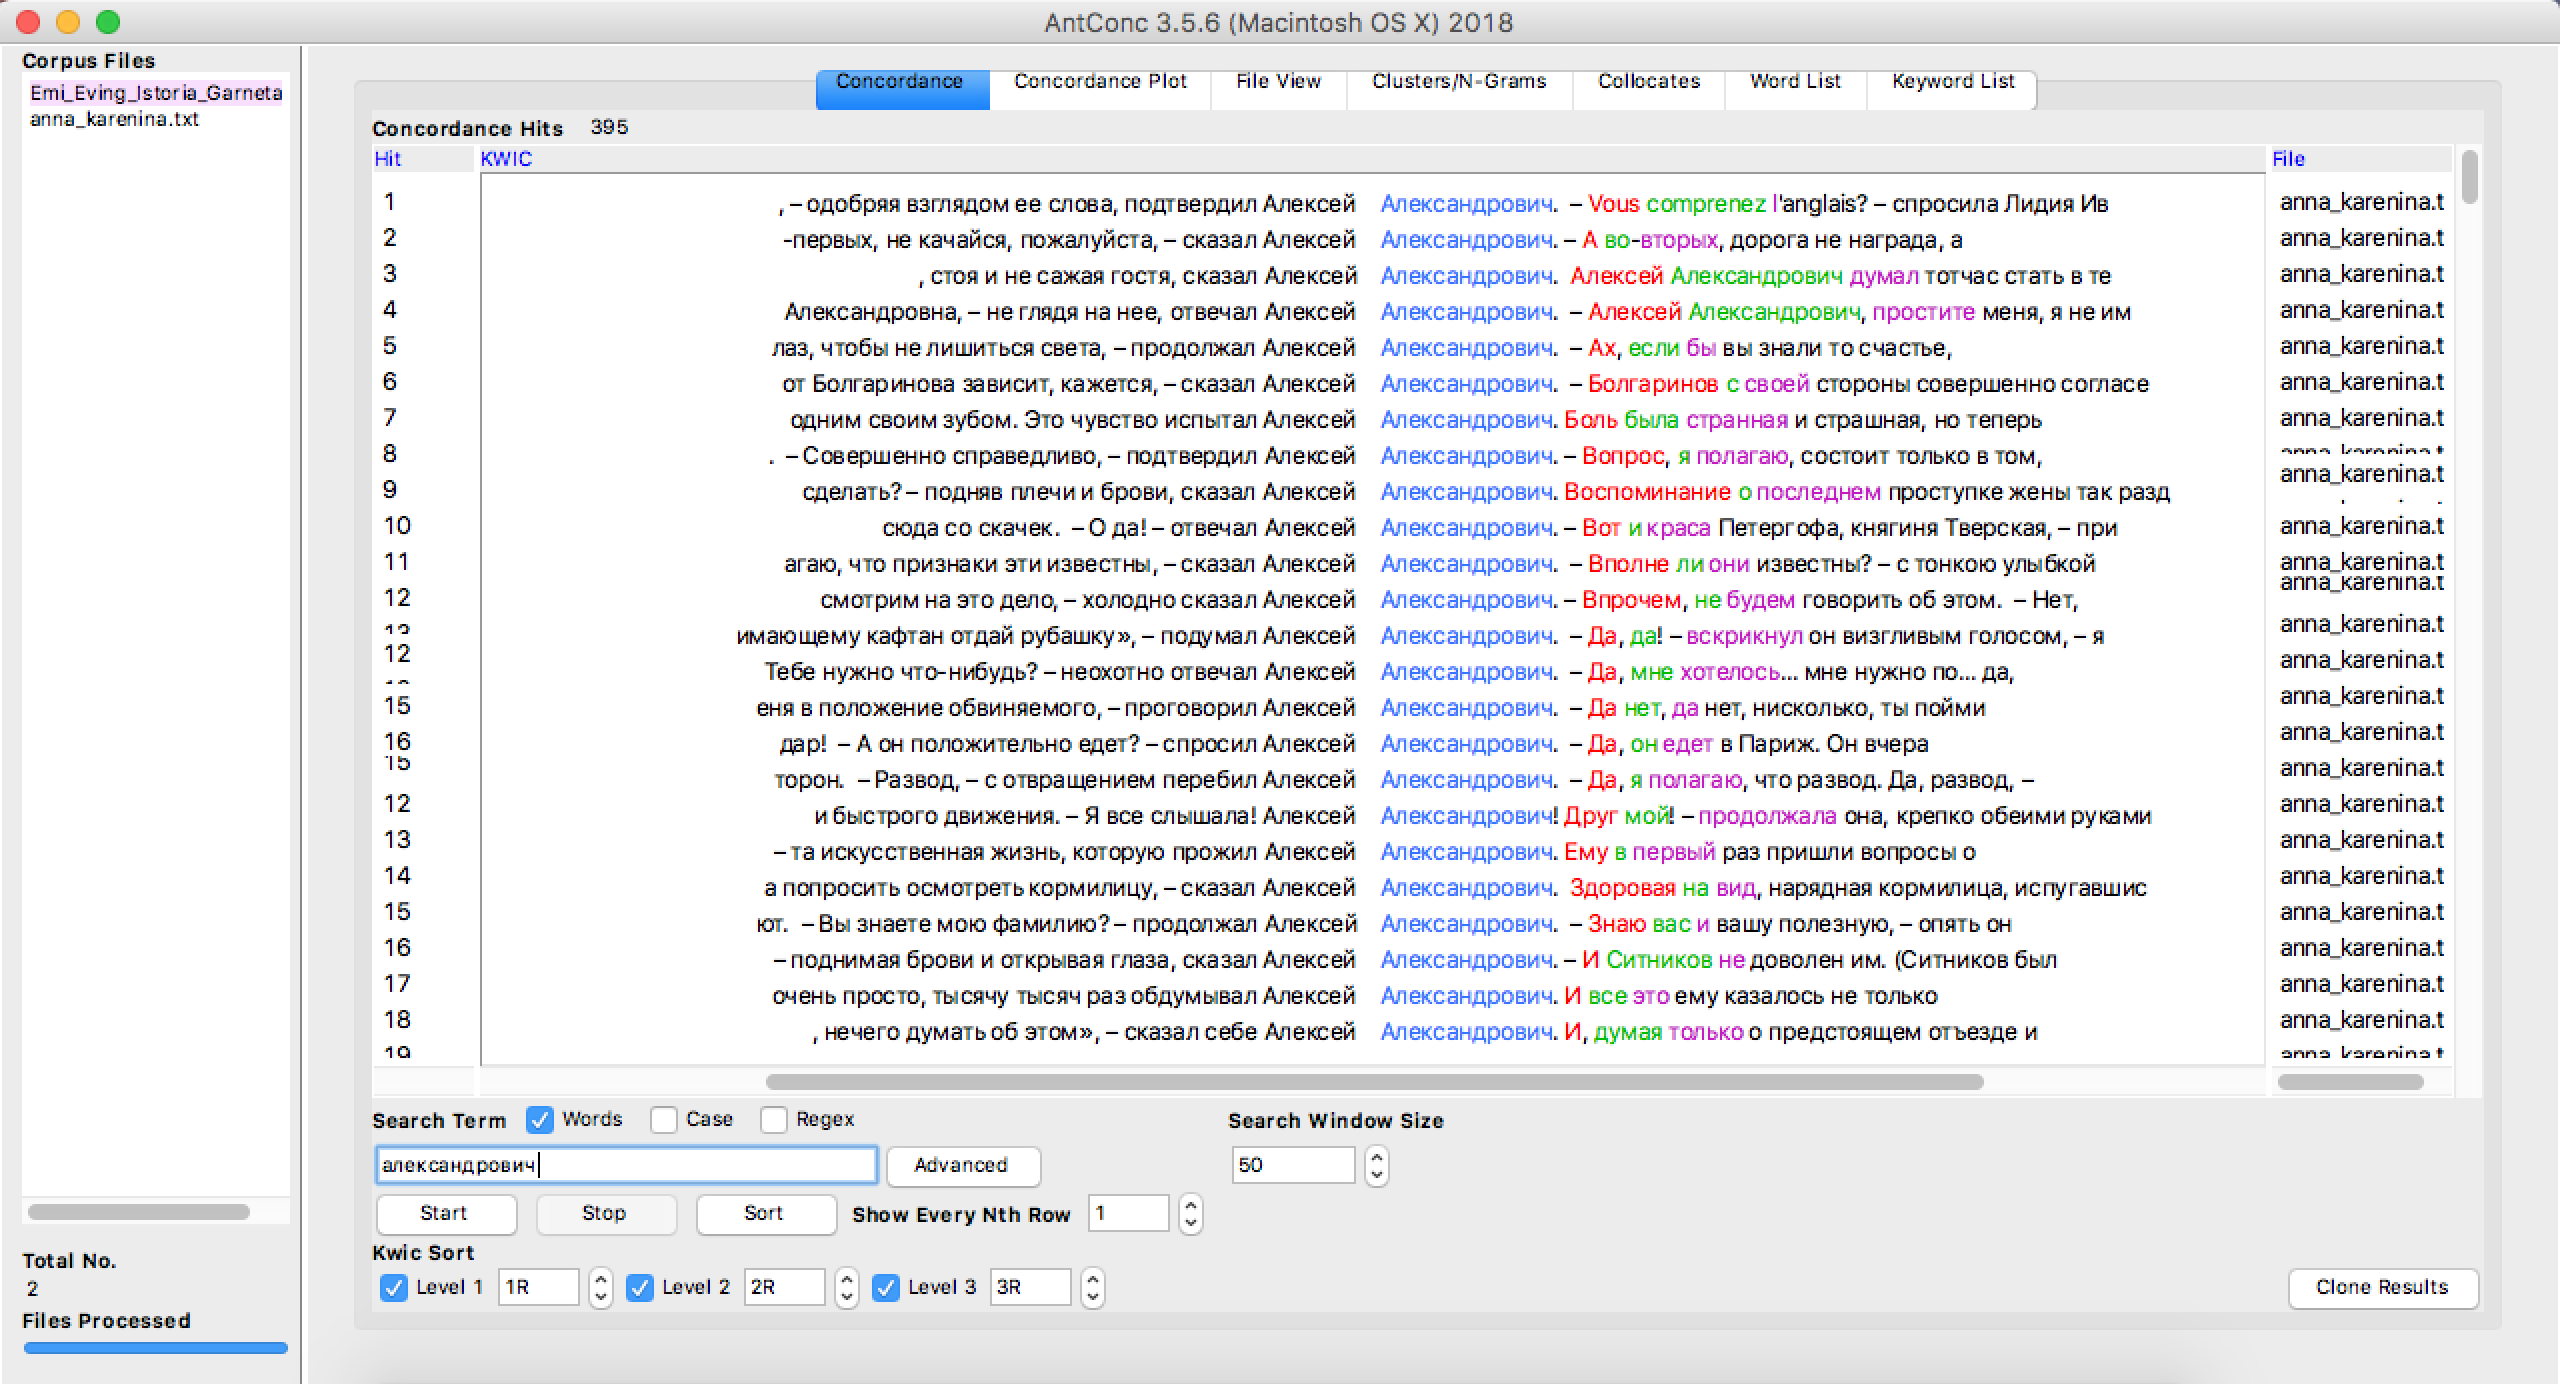 AntConc 3.5.6 (Macintosh OS X) 2018
Corpus Files
Emi_Eving_Istoria_Garneta
anna_karenina.txt
Concordance Concordance Plot File View Clusters/N-Grams Collocates Word List Keyword List
Concordance Hits 395
Hit KWIC File
1 , – одобряя взглядом ее слова, подтвердил Алексей Александрович. – Vous comprenez l'anglais? – спросила Лидия Ив anna_karenina.t
2 -первых, не качайся, пожалуйста, – сказал Алексей Александрович. – А во-вторых, дорога не награда, а anna_karenina.t
3 , стоя и не сажая гостя, сказал Алексей Александрович. Алексей Александрович думал тотчас стать в те anna_karenina.t
4 Александровна, – не глядя на нее, отвечал Алексей Александрович. – Алексей Александрович, простите меня, я не им anna_karenina.t
5 лаз, чтобы не лишиться света, – продолжал Алексей Александрович. – Ах, если бы вы знали то счастье, anna_karenina.t
6 от Болгаринова зависит, кажется, – сказал Алексей Александрович. – Болгаринов с своей стороны совершенно согласе anna_karenina.t
7 одним своим зубом. Это чувство испытал Алексей Александрович. Боль была странная и страшная, но теперь anna_karenina.t
8 . – Совершенно справедливо, – подтвердил Алексей Александрович. – Вопрос, я полагаю, состоит только в том, anna_karenina.t
9 сделать? – подняв плечи и брови, сказал Алексей Александрович. Воспоминание о последнем проступке жены так разд anna_karenina.t
10 сюда со скачек. – О да! – отвечал Алексей Александрович. – Вот и краса Петергофа, княгиня Тверская, – при anna_karenina.t
11 агаю, что признаки эти известны, – сказал Алексей Александрович. – Вполне ли они известны? – с тонкою улыбкой anna_karenina.t
12 смотрим на это дело, – холодно сказал Алексей Александрович. – Впрочем, не будем говорить об этом. – Нет, anna_karenina.t
13 имающему кафтан отдай рубашку», – подумал Алексей Александрович. – Да, да! – вскрикнул он визгливым голосом, – я anna_karenina.t
12 Тебе нужно что-нибудь? – неохотно отвечал Алексей Александрович. – Да, мне хотелось... мне нужно по... да, anna_karenina.t
15 еня в положение обвиняемого, – проговорил Алексей Александрович. – Да нет, да нет, нисколько, ты пойми anna_karenina.t
16 дар! – А он положительно едет? – спросил Алексей Александрович. – Да, он едет в Париж. Он вчера anna_karenina.t
15 торон. – Развод, – с отвращением перебил Алексей Александрович. – Да, я полагаю, что развод. Да, развод, – anna_karenina.t
12 и быстрого движения. – Я все слышала! Алексей Александрович! Друг мой! – продолжала она, крепко обеими руками anna_karenina.t
13 – та искусственная жизнь, которую прожил Алексей Александрович. Ему в первый раз пришли вопросы о anna_karenina.t
14 а попросить осмотреть кормилицу, – сказал Алексей Александрович. Здоровая на вид, нарядная кормилица, испугавшис anna_karenina.t
15 ют. – Вы знаете мою фамилию? – продолжал Алексей Александрович. – Знаю вас и вашу полезную, – опять он anna_karenina.t
16 – поднимая брови и открывая глаза, сказал Алексей Александрович. – И Ситников не доволен им. (Ситников был anna_karenina.t
17 очень просто, тысячу тысяч раз обдумывал Алексей Александрович. И все это ему казалось не только anna_karenina.t
18 , нечего думать об этом», – сказал себе Алексей Александрович. И, думая только о предстоящем отъезде и anna_karenina.t
19 anna_karenina.t
Search Term Words Case Regex Search Window Size
александрович Advanced 50
Start Stop Sort Show Every Nth Row 1
Kwic Sort
Level 1 1R Level 2 2R Level 3 3R Clone Results
Total No.
2
Files Processed